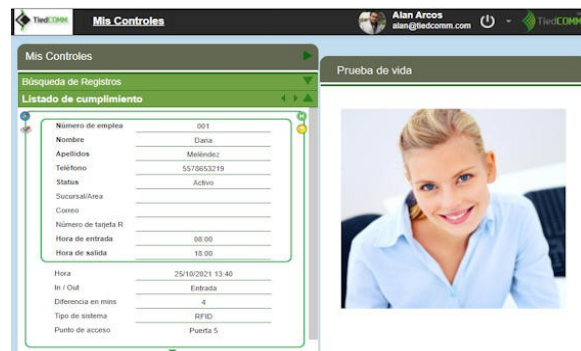 TiedCOMM
Mis Controles
Alan Arcos
alan@tiedcomm.com
TiedCOMM
Mis Controles
Búsqueda de Registros
Listado de cumplimiento
Número de emplea 001
Nombre Daria
Apellidos Meléndez
Teléfono 5578653219
Status Activo
Sucursal/Area
Correo
Número de tarjeta R
Hora de entrada 08:00
Hora de salida 18:00
Hora 25/10/2021 13:40
In / Out Entrada
Diferencia en mins 4
Tipo de sistema RFID
Punto de acceso Puerta 5
Prueba de vida